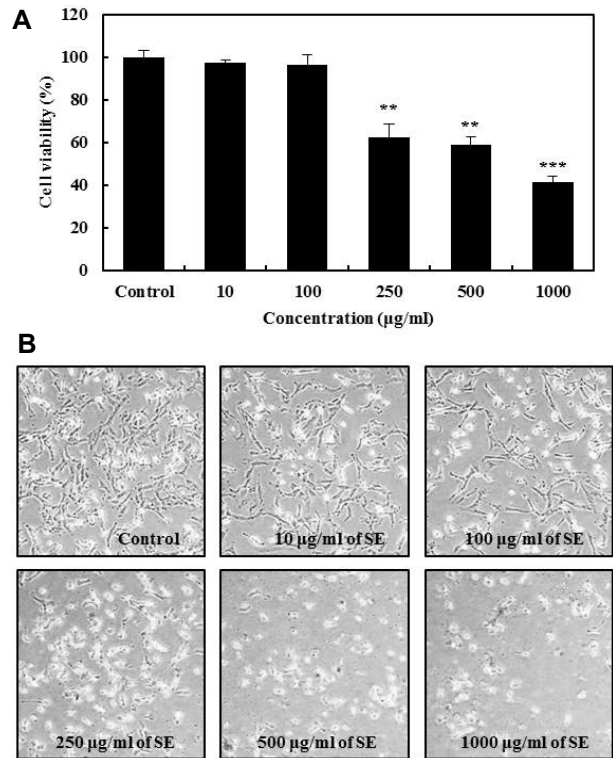 A
120
100
80
60
40
20
0
Cell viability (%)
**
**
***
Control 10 100 250 500 1000
Concentration (µg/ml)
B
Control
10 µg/ml of SE
100 µg/ml of SE
250 µg/ml of SE
500 µg/ml of SE
1000 µg/ml of SE